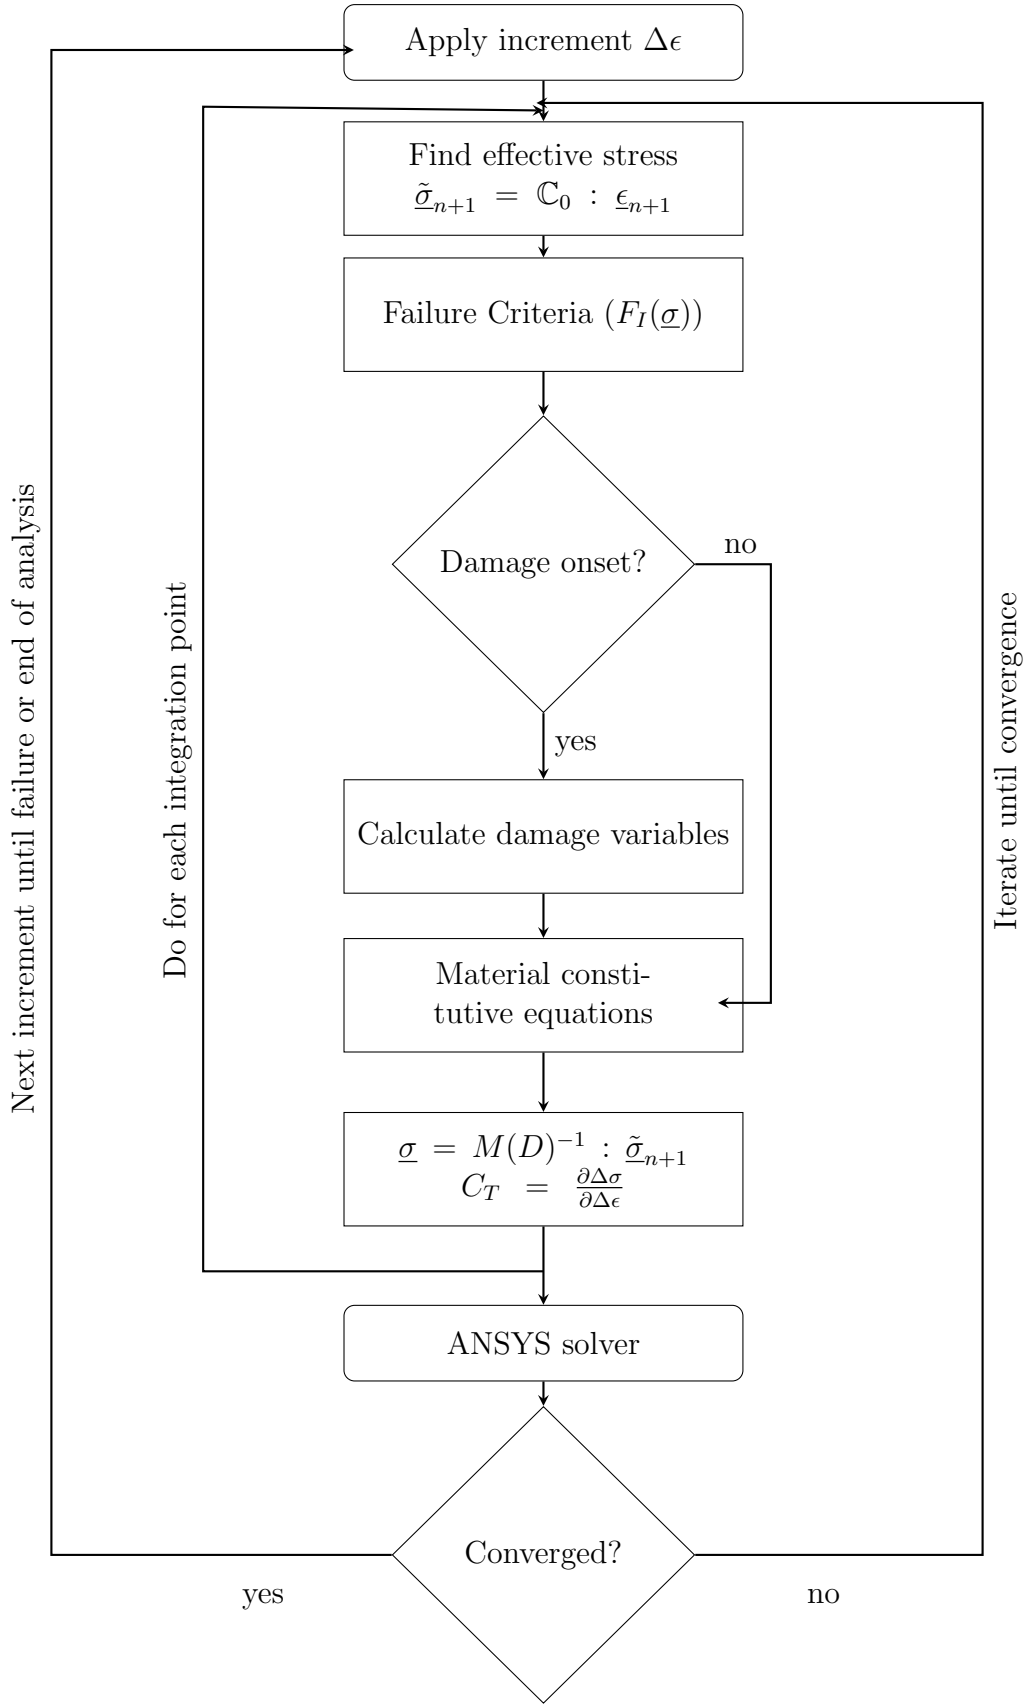 Apply increment Δϵ
Find effective stress
σ̲̃ₙ₊₁ = ℂ₀ : ϵ̲ₙ₊₁
Failure Criteria (F_I(σ̲))
Damage onset?
no
yes
Calculate damage variables
Material consti-
tutive equations
σ̲ = M(D)⁻¹ : σ̲̃ₙ₊₁
C_T = ∂Δσ/∂Δϵ
ANSYS solver
Converged?
yes
no
Next increment until failure or end of analysis
Do for each integration point
Iterate until convergence